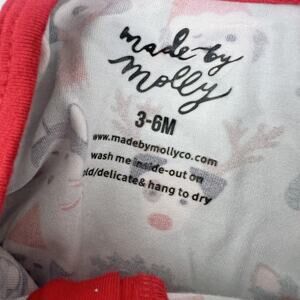 made by
molly
3-6M
www.madebymollyco.com
wash me inside-out on
old/delicate & hang to dry